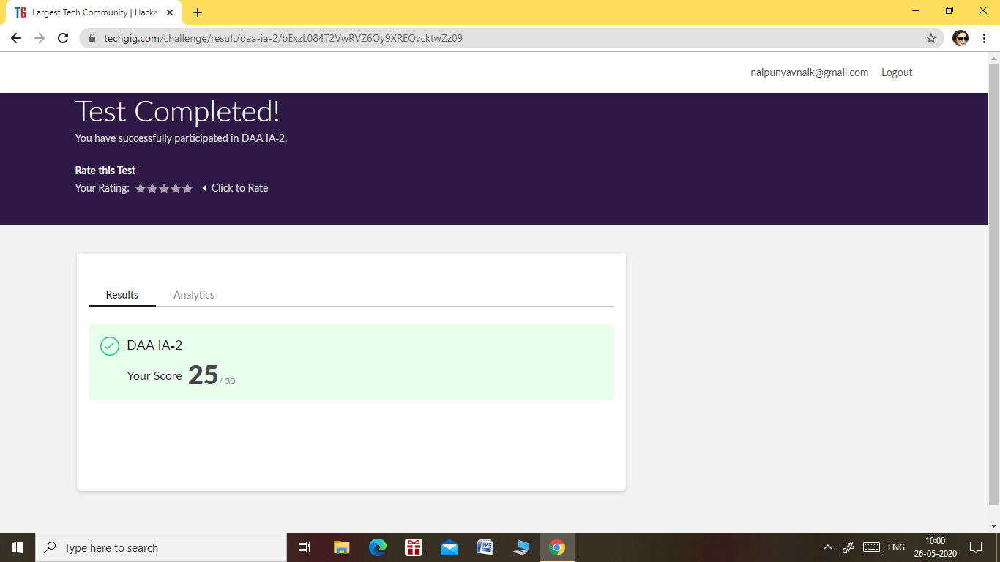 TG Largest Tech Community | Hacka
techgig.com/challenge/result/daa-ia-2/bExzL084T2VwRVZ6Qy9XREQvcktwZz09
naipunyavnaik@gmail.com Logout
Test Completed!
You have successfully participated in DAA IA-2.
Rate this Test
Your Rating: Click to Rate
Results Analytics
DAA IA-2
Your Score 25 / 30
Type here to search
ENG
10:00
26-05-2020